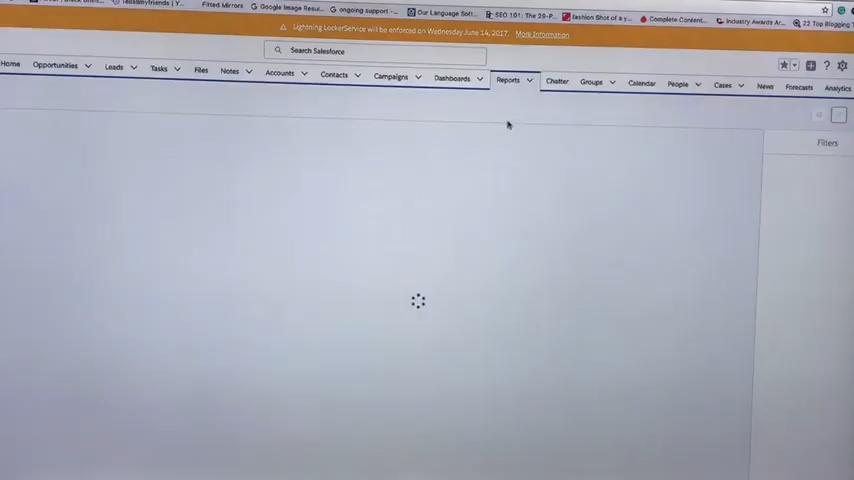 Fitted Mirrors
Google Image Resul...
ongoing support -...
Our Language Soft...
SEO 101: The 29-P...
fashion Shot of a y...
Complete Content...
Industry Awards Ar...
22 Top Blogging T
Lightning LockerService will be enforced on Wednesday June 14, 2017. More Information
Search Salesforce
Home Opportunities Leads Tasks Files Notes Accounts Contacts Campaigns Dashboards Reports Chatter Groups Calendar People Cases News Forecasts Analytics
Filters